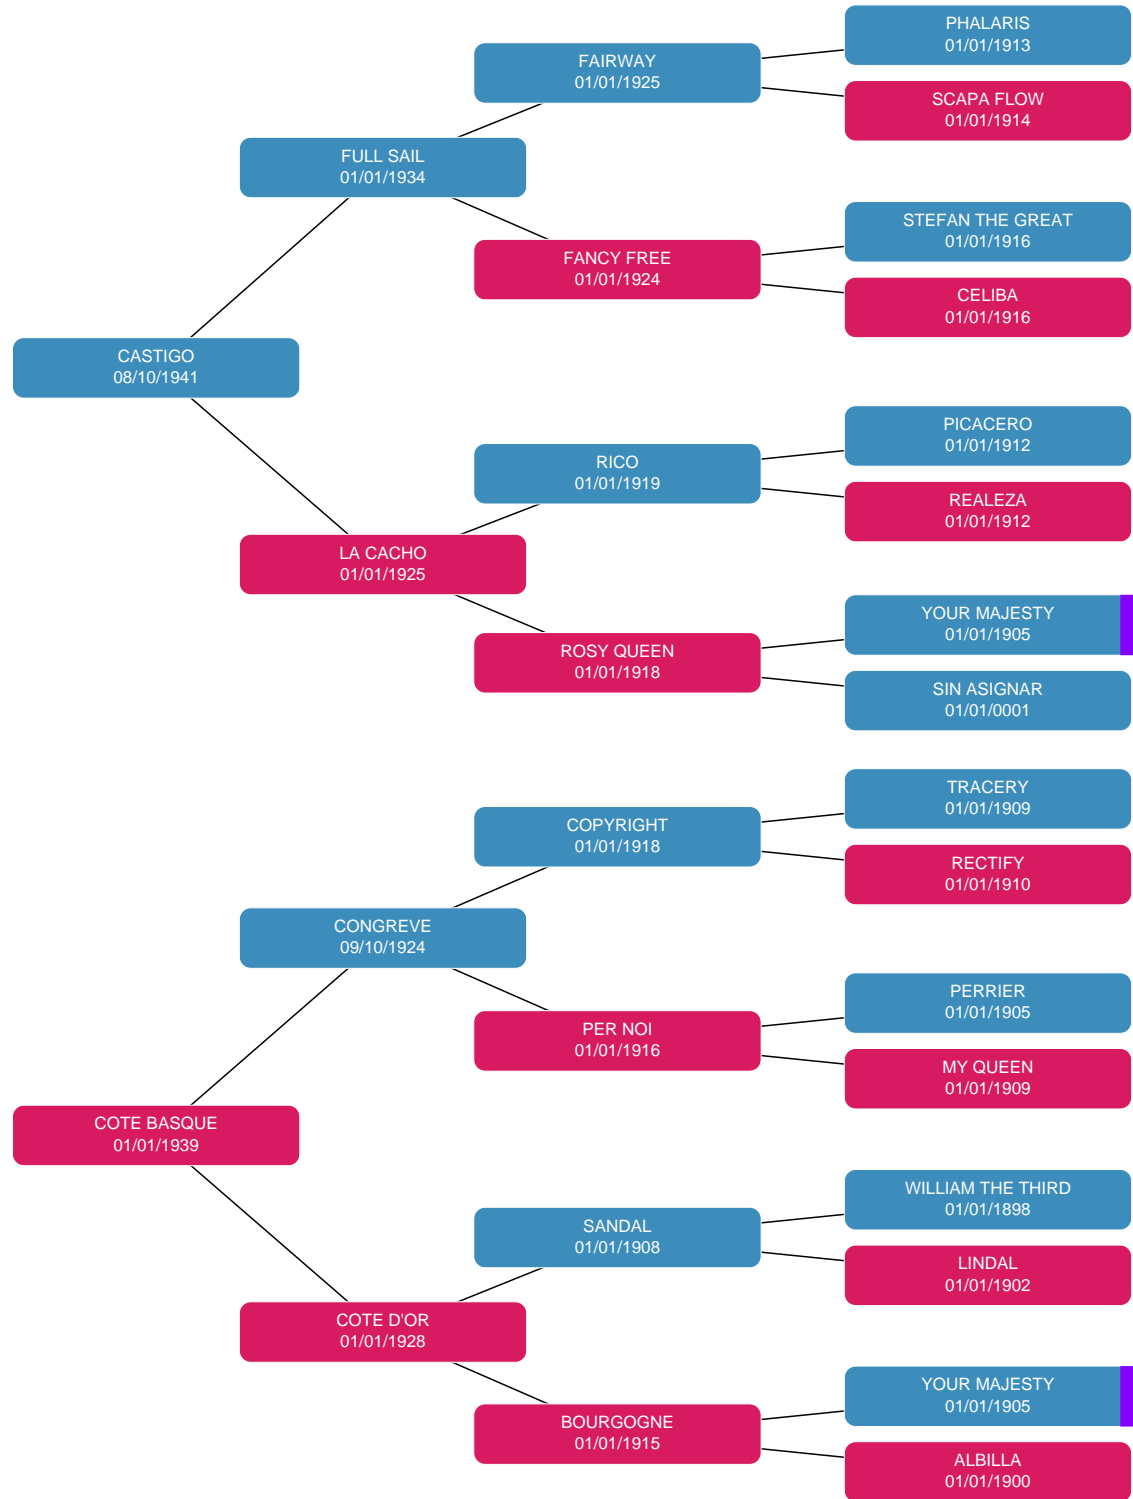 PHALARIS
01/01/1913
FAIRWAY
01/01/1925
SCAPA FLOW
01/01/1914
FULL SAIL
01/01/1934
STEFAN THE GREAT
01/01/1916
FANCY FREE
01/01/1924
CELIBA
01/01/1916
CASTIGO
08/10/1941
PICACERO
01/01/1912
RICO
01/01/1919
REALEZA
01/01/1912
LA CACHO
01/01/1925
YOUR MAJESTY
01/01/1905
ROSY QUEEN
01/01/1918
SIN ASIGNAR
01/01/0001
TRACERY
01/01/1909
COPYRIGHT
01/01/1918
RECTIFY
01/01/1910
CONGREVE
09/10/1924
PERRIER
01/01/1905
PER NOI
01/01/1916
MY QUEEN
01/01/1909
COTE BASQUE
01/01/1939
WILLIAM THE THIRD
01/01/1898
SANDAL
01/01/1908
LINDAL
01/01/1902
COTE D'OR
01/01/1928
YOUR MAJESTY
01/01/1905
BOURGOGNE
01/01/1915
ALBILLA
01/01/1900